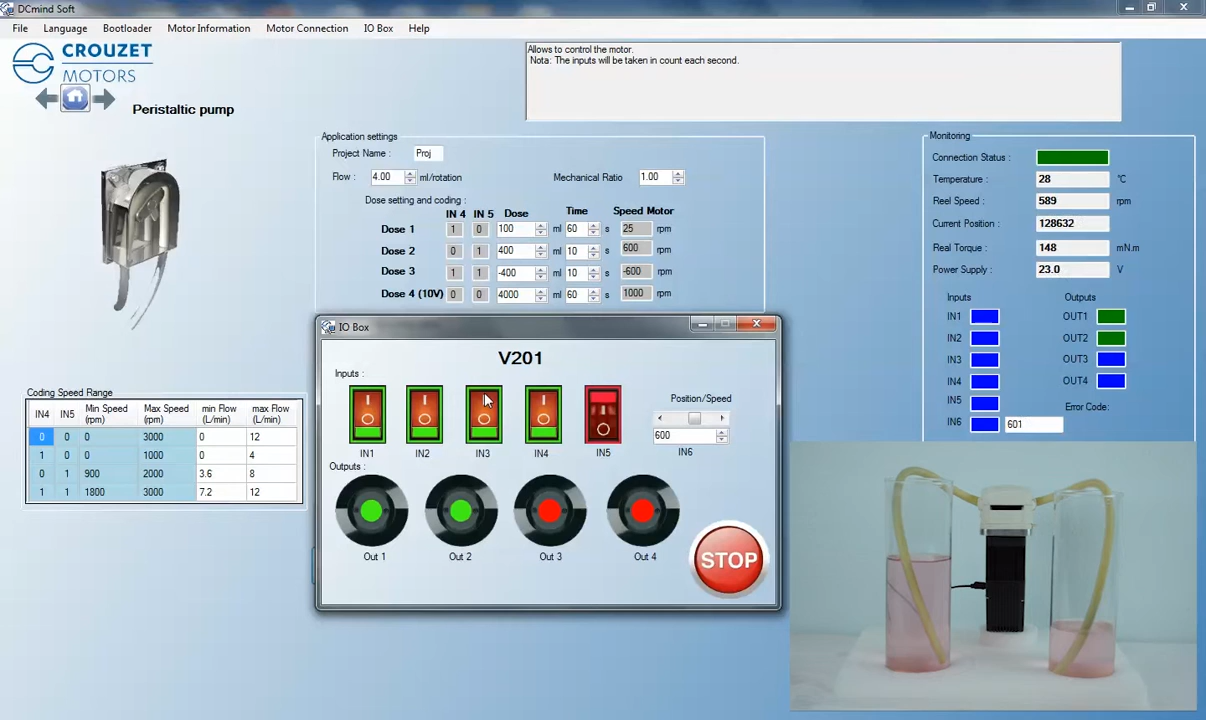 DCmind Soft
File Language Bootloader Motor Information Motor Connection IO Box Help
CROUZET
MOTORS
Peristaltic pump
Allows to control the motor.
Nota: The inputs will be taken in count each second.
Application settings
Project Name : Proj
Flow : 4.00 ml/rotation Mechanical Ratio 1.00
Dose setting and coding :
IN 4 IN 5 Dose Time Speed Motor
Dose 1 1 0 100 ml 60 s 25 rpm
Dose 2 0 1 400 ml 10 s 600 rpm
Dose 3 1 1 -400 ml 10 s -600 rpm
Dose 4 (10V) 0 0 4000 ml 60 s 1000 rpm
Monitoring
Connection Status :
Temperature : 28 °C
Reel Speed : 589 rpm
Current Position : 128632
Real Torque : 148 mN.m
Power Supply : 23.0 V
Inputs Outputs
IN1 OUT1
IN2 OUT2
IN3 OUT3
IN4 OUT4
IN5
Error Code:
IN6 601
Coding Speed Range
IN4 IN5 Min Speed (rpm) Max Speed (rpm) min Flow (L/min) max Flow (L/min)
0 0 0 3000 0 12
1 0 0 1000 0 4
0 1 900 2000 3.6 8
1 1 1800 3000 7.2 12
IO Box
V201
Inputs :
Position/Speed
600
IN1 IN2 IN3 IN4 IN5 IN6
Outputs :
Out 1 Out 2 Out 3 Out 4
STOP